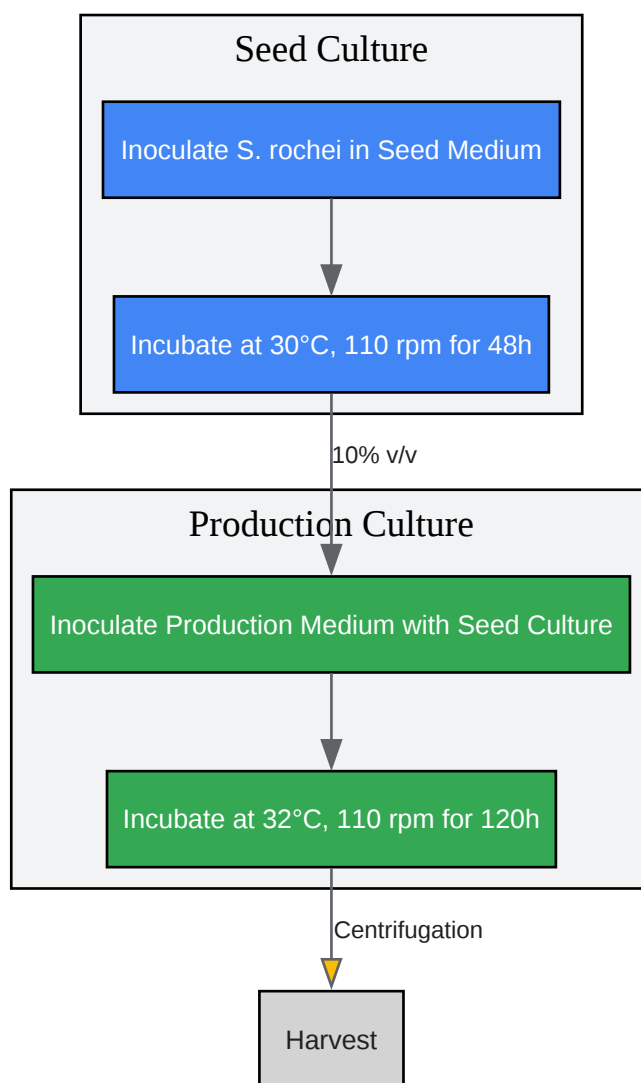 Seed Culture
Inoculate S. rochei in Seed Medium
Incubate at 30°C, 110 rpm for 48h
10% v/v
Production Culture
Inoculate Production Medium with Seed Culture
Incubate at 32°C, 110 rpm for 120h
Centrifugation
Harvest